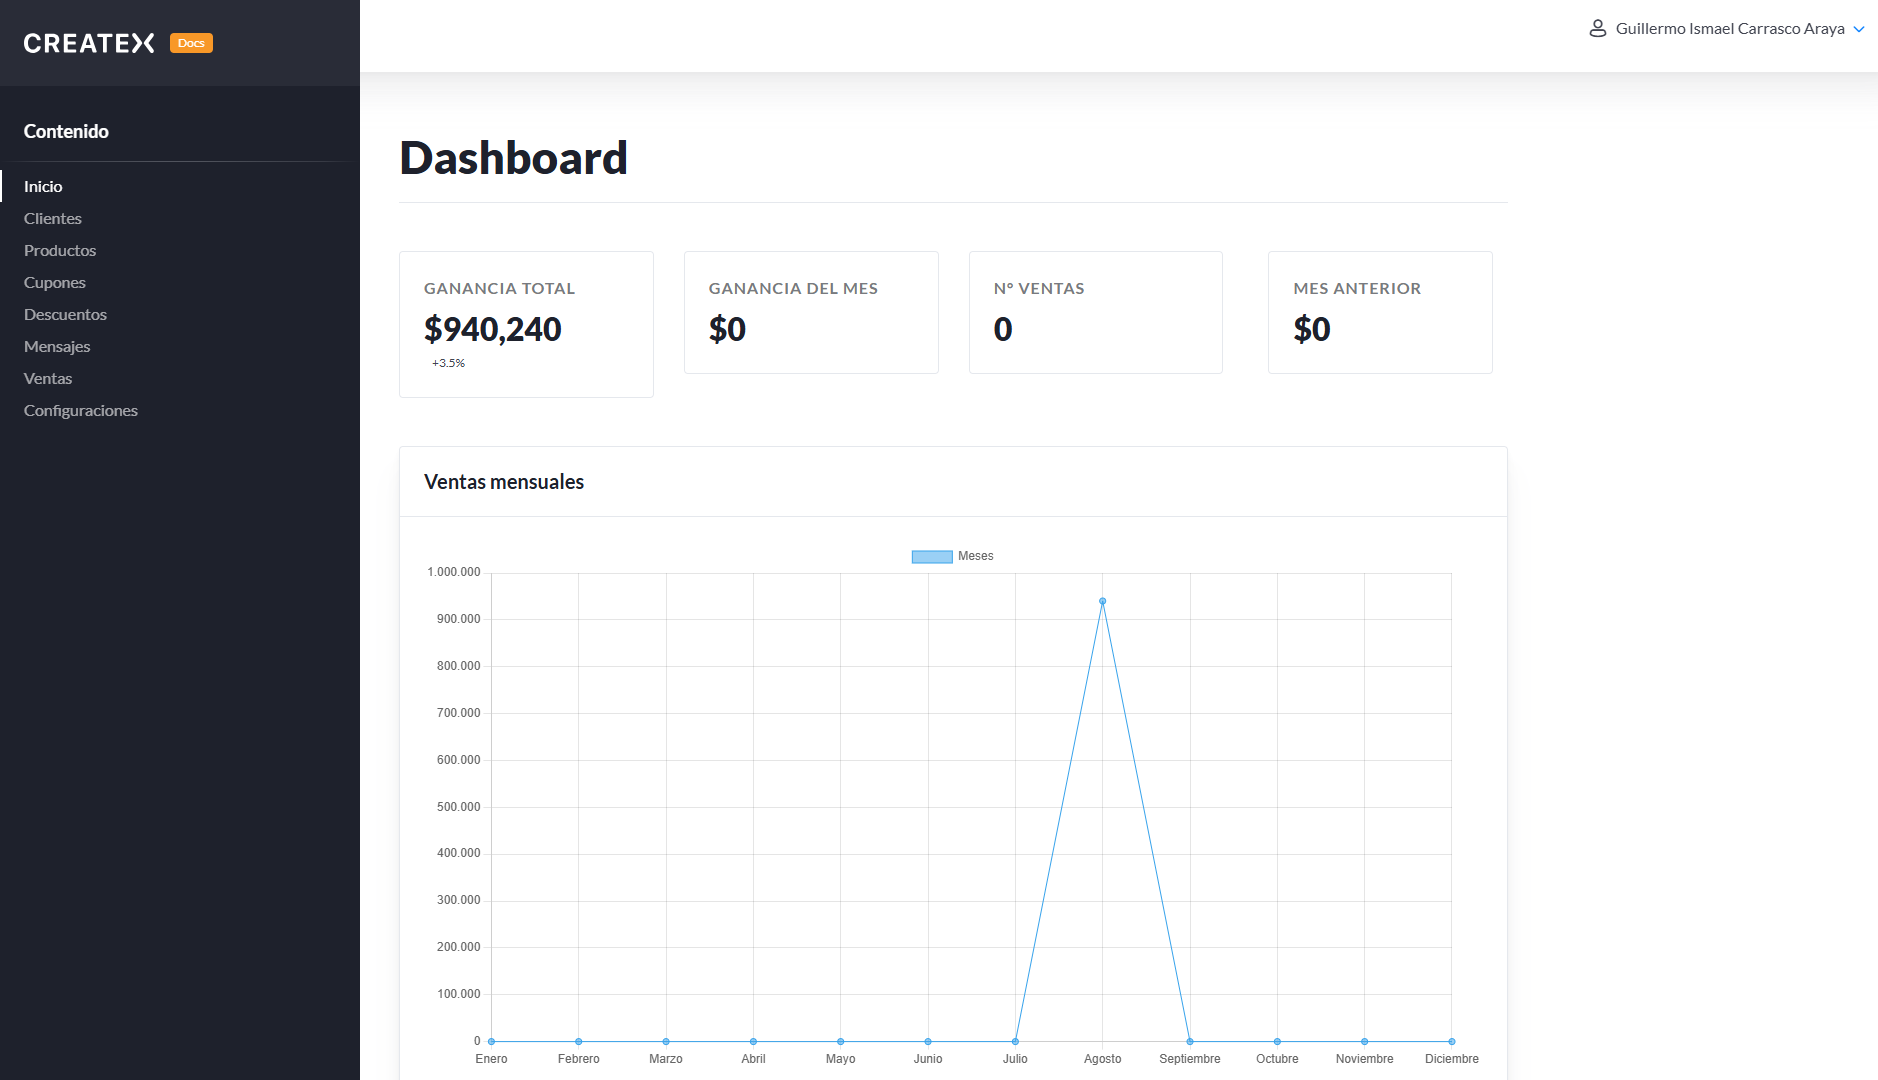 CREATEX Docs
Guillermo Ismael Carrasco Araya
Contenido
Inicio
Clientes
Productos
Cupones
Descuentos
Mensajes
Ventas
Configuraciones
Dashboard
GANANCIA TOTAL
$940,240
+3.5%
GANANCIA DEL MES
$0
N° VENTAS
0
MES ANTERIOR
$0
Ventas mensuales
Meses
1.000.000
900.000
800.000
700.000
600.000
500.000
400.000
300.000
200.000
100.000
0
Enero Febrero Marzo Abril Mayo Junio Julio Agosto Septiembre Octubre Noviembre Diciembre